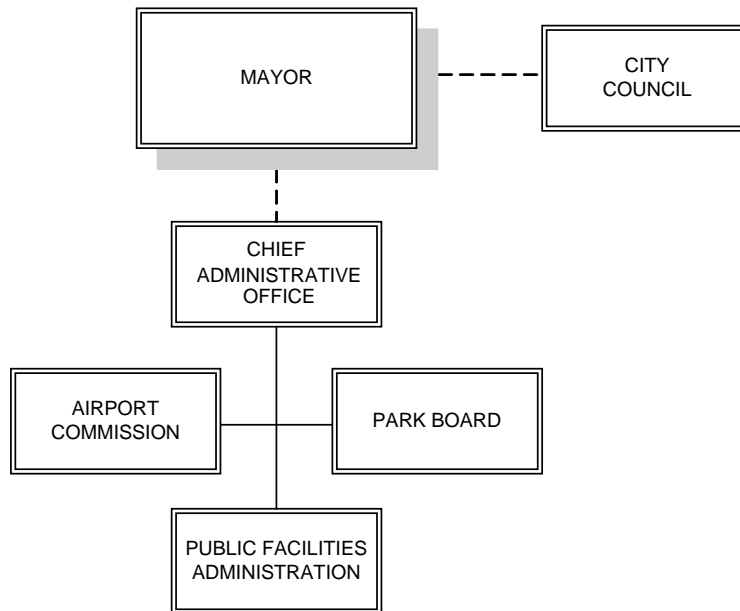 MAYOR
CITY
COUNCIL
CHIEF
ADMINISTRATIVE
OFFICE
AIRPORT
COMMISSION
PARK BOARD
PUBLIC FACILITIES
ADMINISTRATION